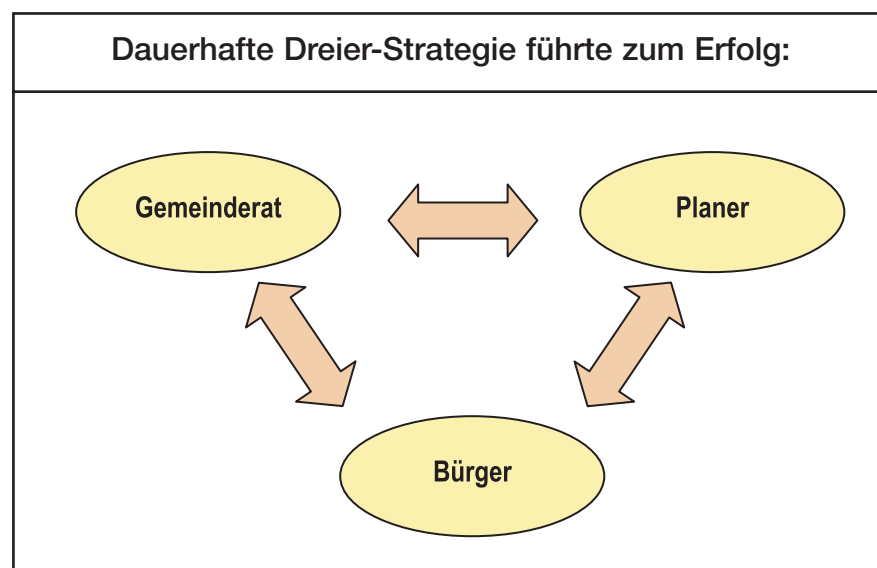 Dauerhafte Dreier-Strategie führte zum Erfolg:
Gemeinderat
Planer
Bürger